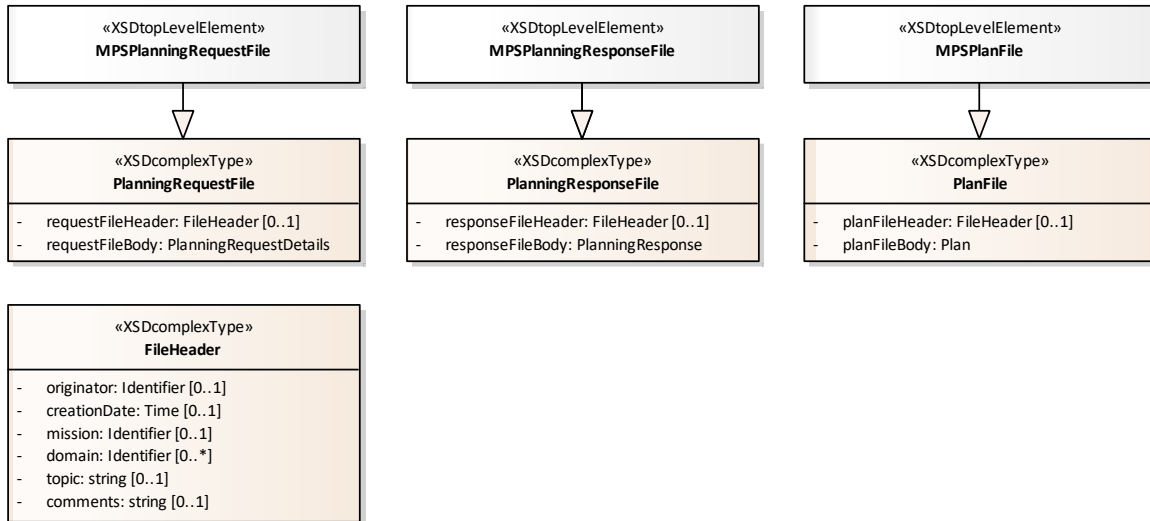 «XSDtopLevelElement»
MPSPlanningRequestFile
«XSDtopLevelElement»
MPSPlanningResponseFile
«XSDtopLevelElement»
MPSPlanFile
«XSDcomplexType»
PlanningRequestFile
- requestFileHeader: FileHeader [0..1]
- requestFileBody: PlanningRequestDetails
«XSDcomplexType»
PlanningResponseFile
- responseFileHeader: FileHeader [0..1]
- responseFileBody: PlanningResponse
«XSDcomplexType»
PlanFile
- planFileHeader: FileHeader [0..1]
- planFileBody: Plan
«XSDcomplexType»
FileHeader
- originator: Identifier [0..1]
- creationDate: Time [0..1]
- mission: Identifier [0..1]
- domain: Identifier [0..*]
- topic: string [0..1]
- comments: string [0..1]